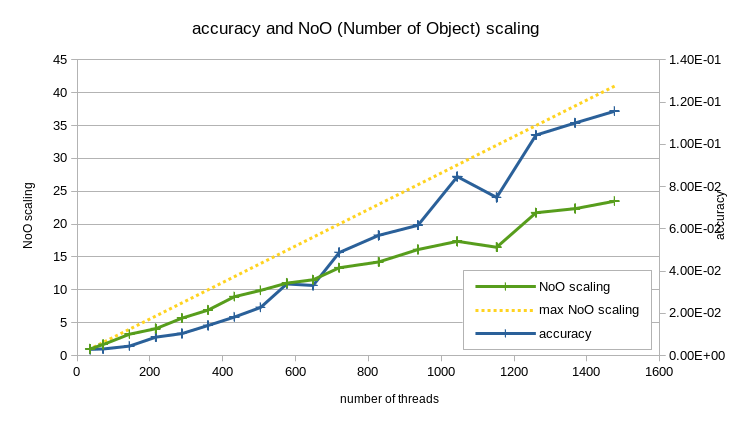 accuracy and NoO (Number of Object) scaling
45
40
35
30
25
20
15
10
5
0
NoO scaling
1.40E-01
1.20E-01
1.00E-01
8.00E-02
6.00E-02
4.00E-02
2.00E-02
0.00E+00
accuracy
NoO scaling
max NoO scaling
accuracy
0 200 400 600 800 1000 1200 1400 1600
number of threads